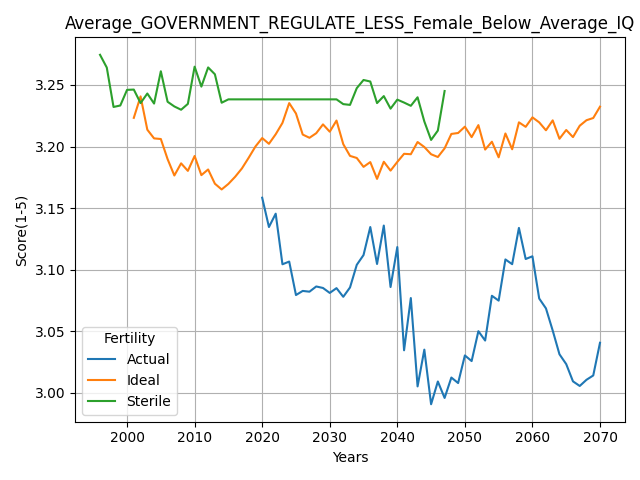 Average_GOVERNMENT_REGULATE_LESS_Female_Below_Average_IQ
3.25
3.20
3.15
3.10
3.05
3.00
Score(1-5)
Fertility
Actual
Ideal
Sterile
2000 2010 2020 2030 2040 2050 2060 2070
Years